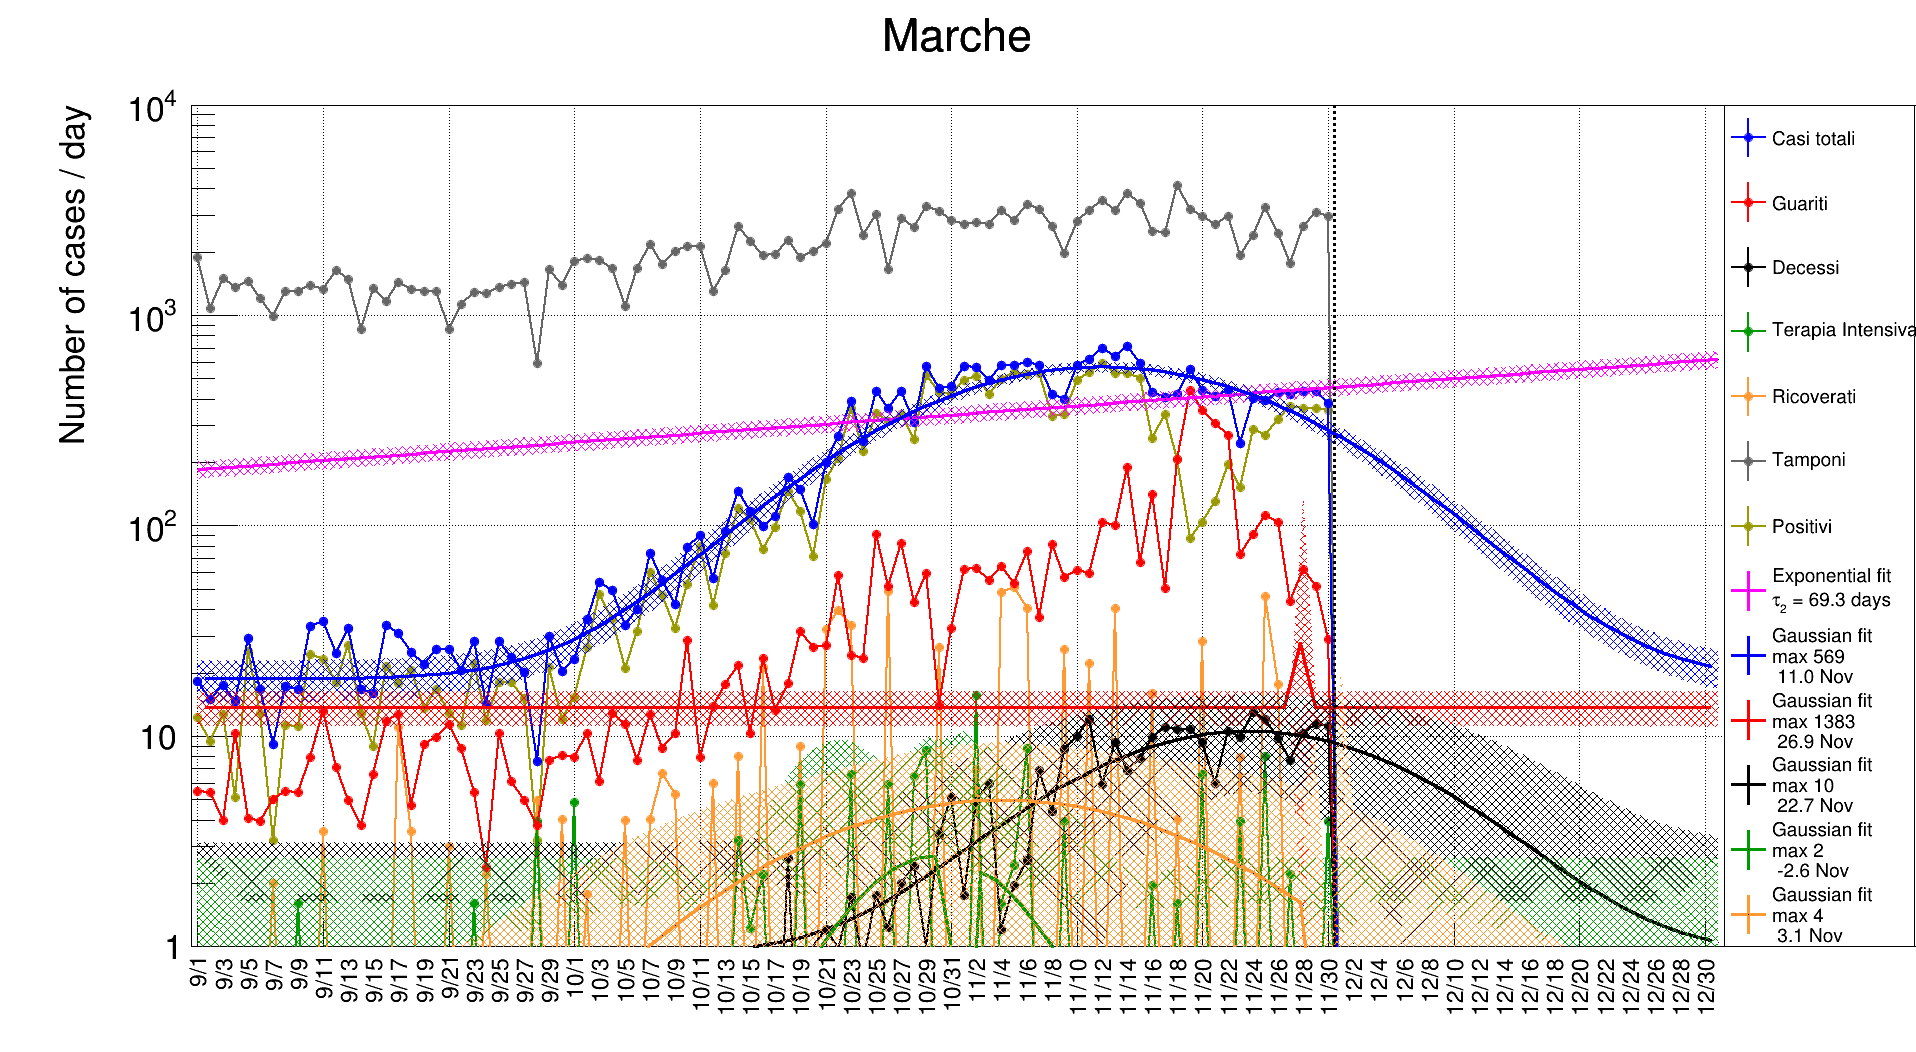 Marche
Number of cases / day
10^4
10^3
10^2
10
1
9/1
9/3
9/5
9/7
9/9
9/11
9/13
9/15
9/17
9/19
9/21
9/23
9/25
9/27
9/29
10/1
10/3
10/5
10/7
10/9
10/11
10/13
10/15
10/17
10/19
10/21
10/23
10/25
10/27
10/29
10/31
11/2
11/4
11/6
11/8
11/10
11/12
11/14
11/16
11/18
11/20
11/22
11/24
11/26
11/28
11/30
12/2
12/4
12/6
12/8
12/10
12/12
12/14
12/16
12/18
12/20
12/22
12/24
12/26
12/28
12/30
Casi totali
Guariti
Decessi
Terapia Intensiva
Ricoverati
Tamponi
Positivi
Exponential fit
τ₂ = 69.3 days
Gaussian fit
max 569
11.0 Nov
Gaussian fit
max 1383
26.9 Nov
Gaussian fit
max 10
22.7 Nov
Gaussian fit
max 2
-2.6 Nov
Gaussian fit
max 4
3.1 Nov